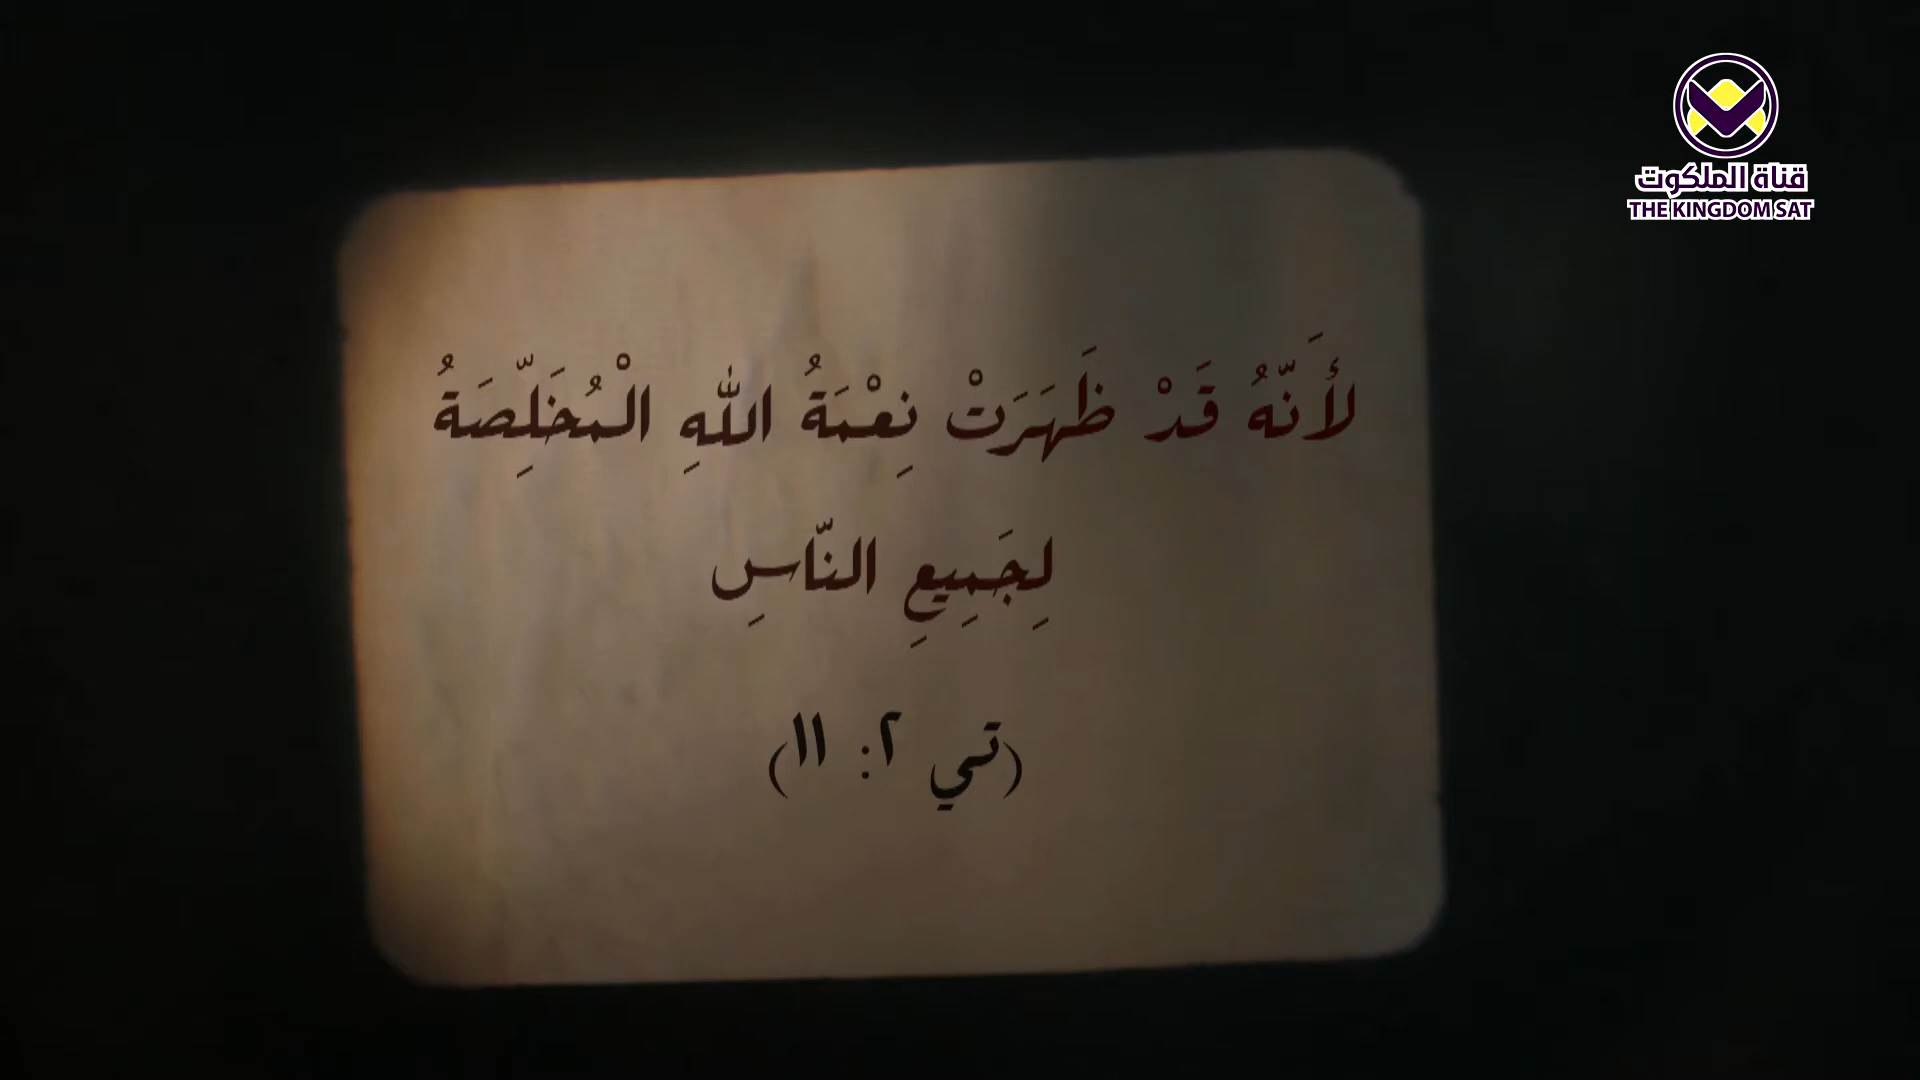 قناة الملكوت
THE KINGDOM SAT
لأَنَّهُ قَدْ ظَهَرَتْ نِعْمَةُ اللهِ الْمُخَلِّصَةُ
لِجَمِيعِ النَّاسِ
(تي ٢: ١١)